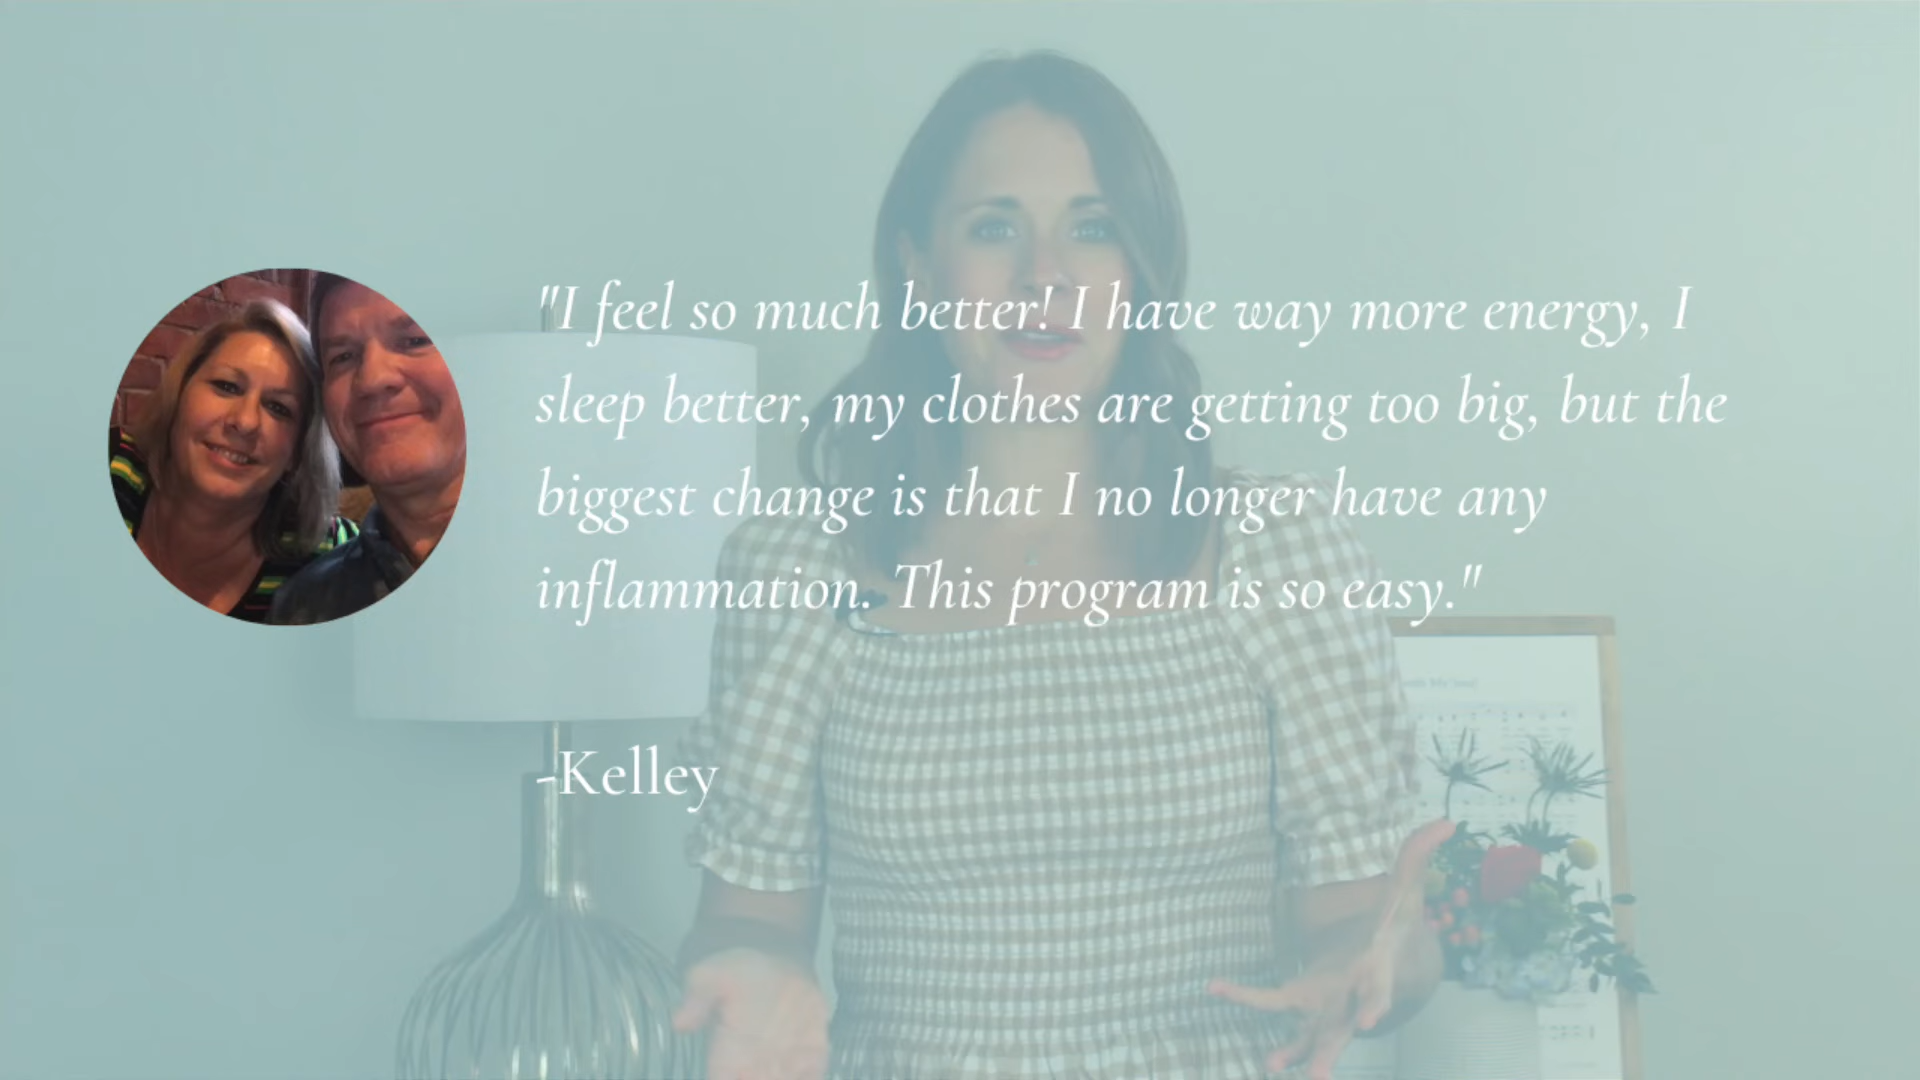 "I feel so much better! I have way more energy, I
sleep better, my clothes are getting too big, but the
biggest change is that I no longer have any
inflammation. This program is so easy."
-Kelley